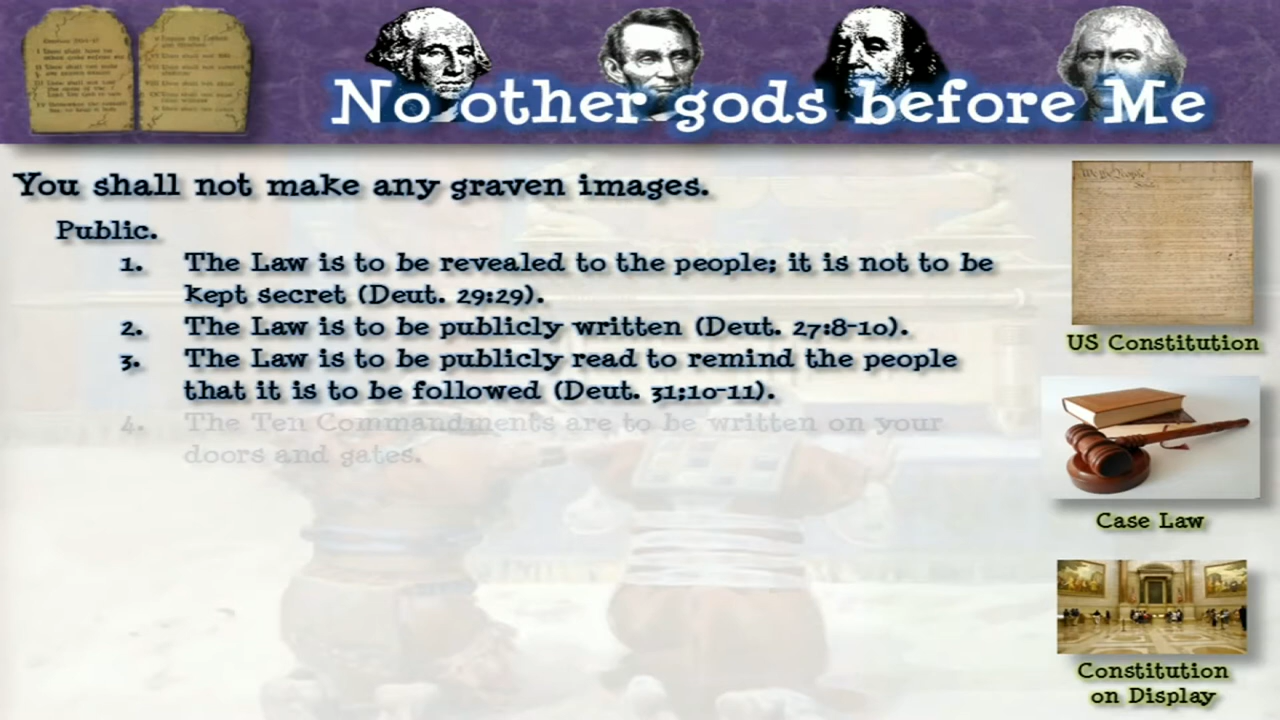 No other gods before Me
You shall not make any graven images.
Public.
1. The Law is to be revealed to the people; it is not to be
kept secret (Deut. 29:29).
2. The Law is to be publicly written (Deut. 27:8-10).
3. The Law is to be publicly read to remind the people
that it is to be followed (Deut. 31;10-11).
4. The Ten Commandments are to be written on your
doors and gates.
We the People
US Constitution
Case Law
Constitution
on Display